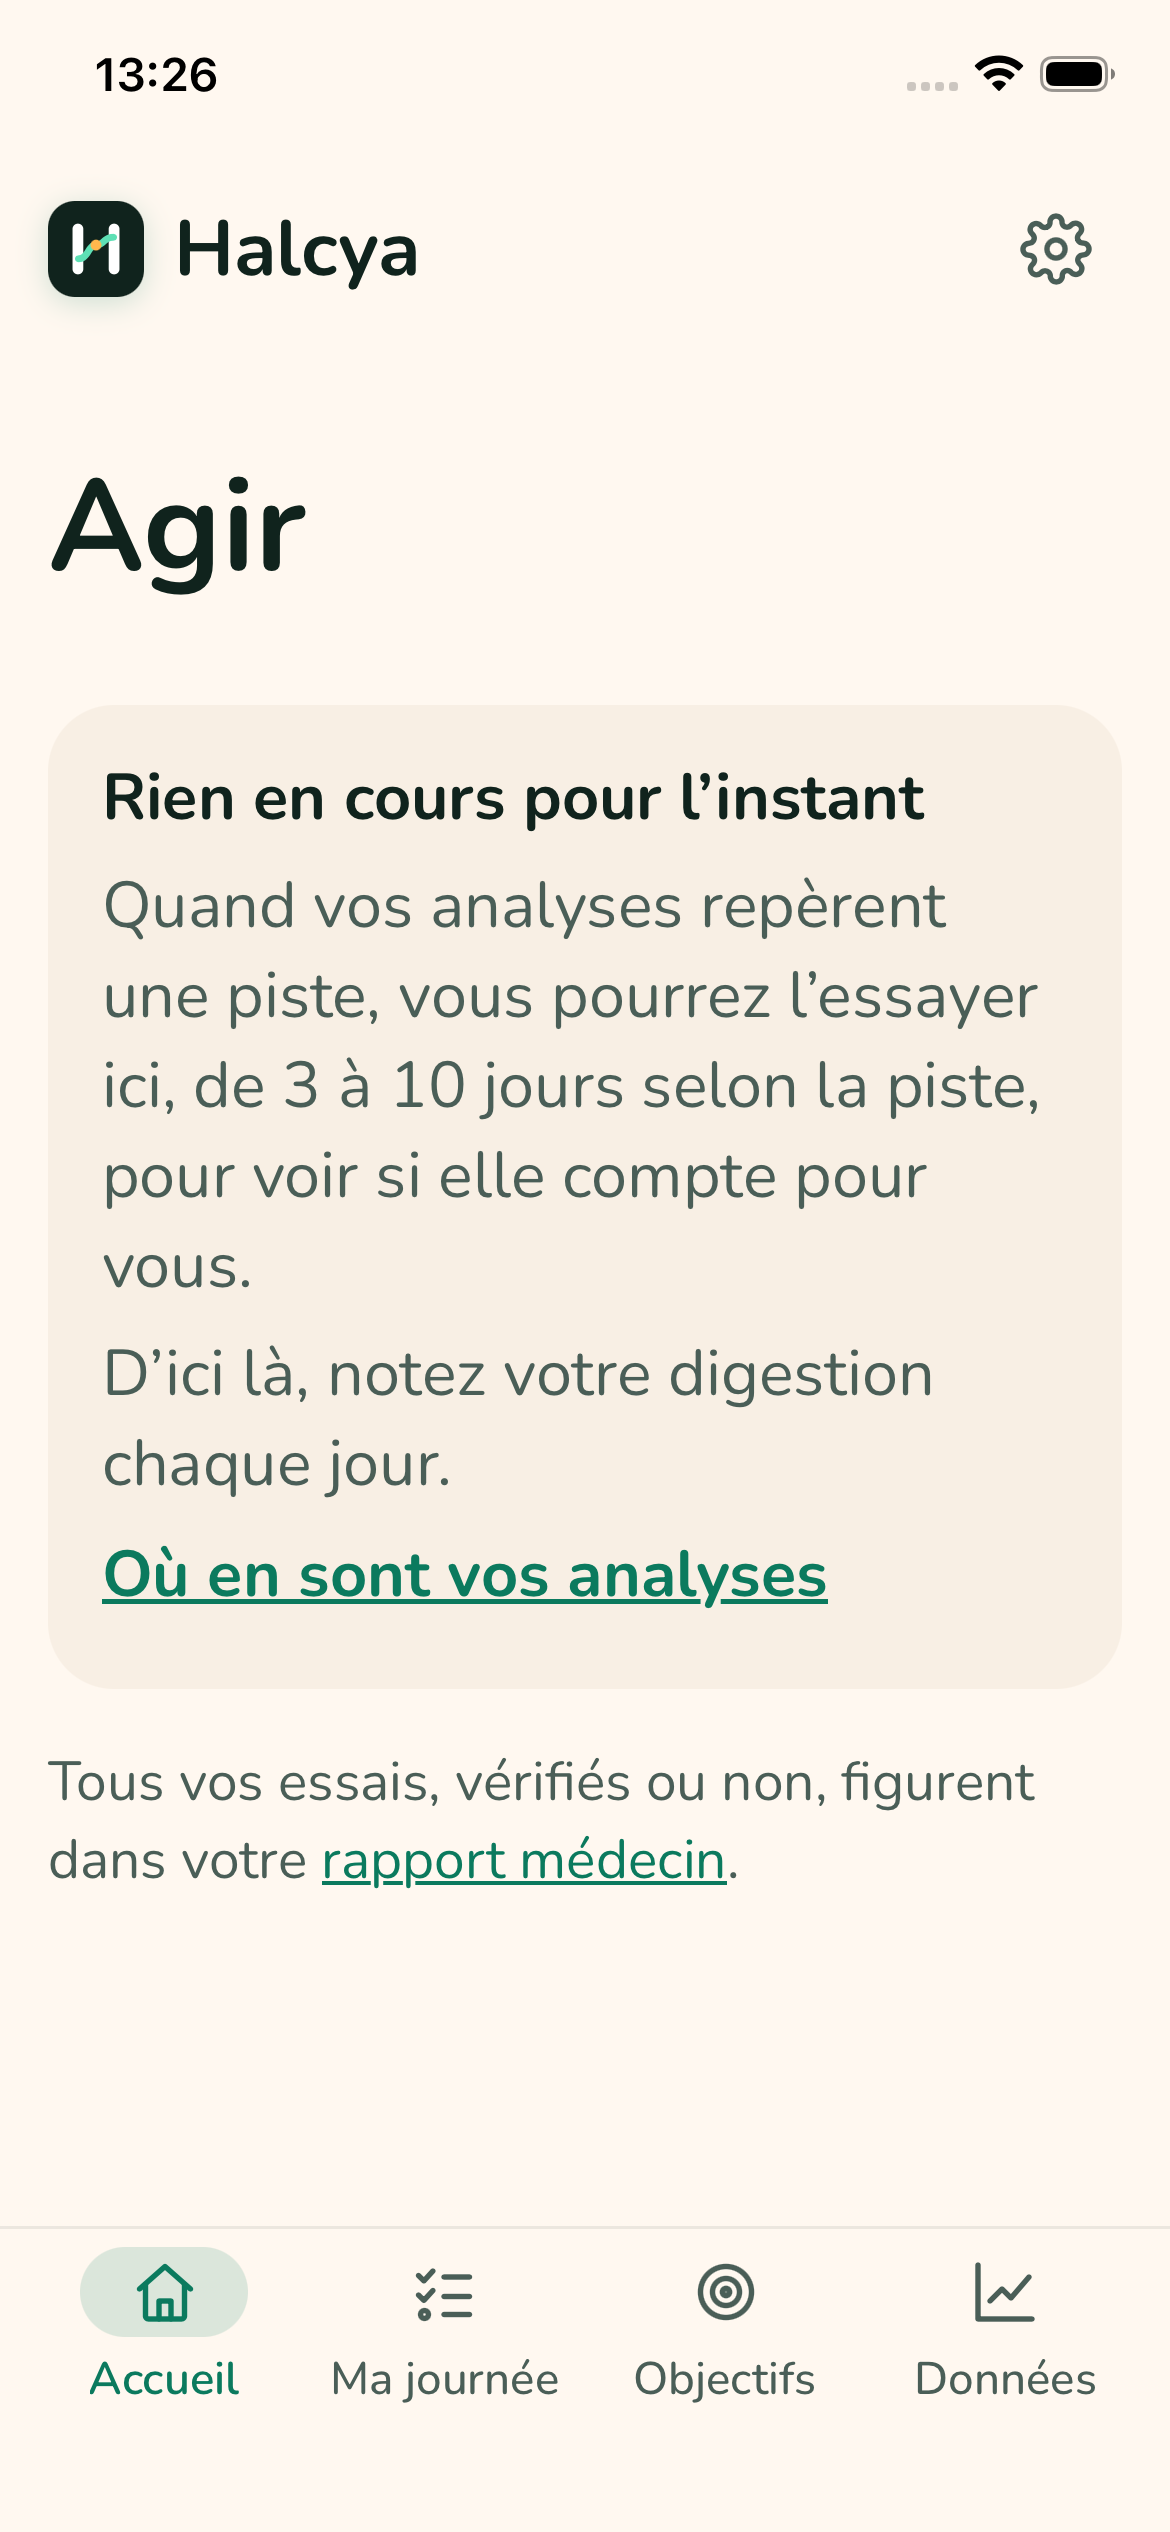 13:26
Halcya
Agir
Rien en cours pour l’instant
Quand vos analyses repèrent
une piste, vous pourrez l’essayer
ici, de 3 à 10 jours selon la piste,
pour voir si elle compte pour
vous.
D’ici là, notez votre digestion
chaque jour.
Où en sont vos analyses
Tous vos essais, vérifiés ou non, figurent
dans votre rapport médecin.
Accueil
Ma journée
Objectifs
Données